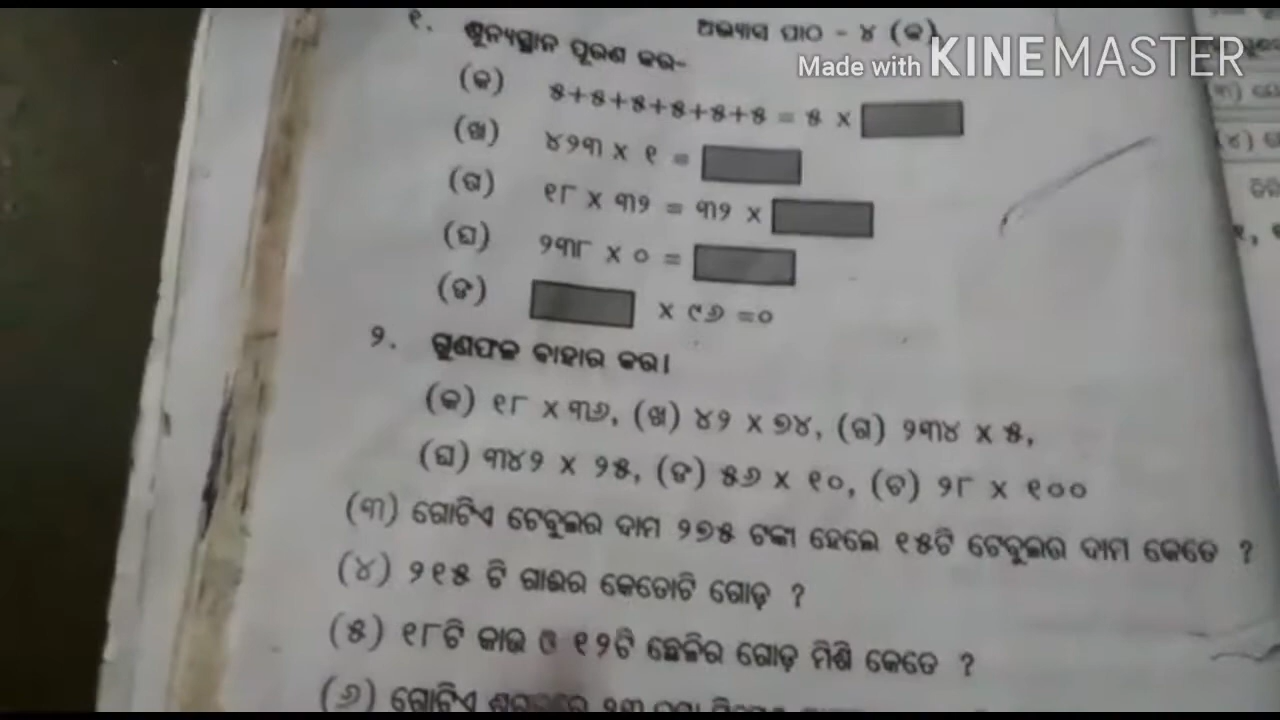 ଅଭ୍ୟାସ ପାଠ - ୪ (କ)
Made with KINEMASTER
୧. ଶୂନ୍ୟସ୍ଥାନ ପୂରଣ କର-
(କ) ୫+୫+୫+୫+୫+୫ = ୫ x
(ଖ) ୪୨୩ x ୧ =
(ଗ) ୧୮ x ୩୨ = ୩୨ x
(ଘ) ୨୩୮ x ୦ =
(ଙ) x ୯୬ =୦
୨. ଗୁଣଫଳ ବାହାର କର।
(କ) ୧୮ x ୩୬, (ଖ) ୪୨ x ୭୪, (ଗ) ୨୩୪ x ୫,
(ଘ) ୩୪୨ x ୨୫, (ଙ) ୫୬ x ୧୦, (ଚ) ୨୮ x ୧୦୦
(୩) ଗୋଟିଏ ଟେବୁଲର ଦାମ ୨୭୫ ଟଙ୍କା ହେଲେ ୧୫ଟି ଟେବୁଲର ଦାମ କେତେ ?
(୪) ୨୧୫ ଟି ଗାଈର କେତୋଟି ଗୋଡ଼ ?
(୫) ୧୮ଟି କାଉ ଓ ୧୨ଟି ଛେଳିର ଗୋଡ଼ ମିଶି କେତେ ?
(୬) ଗୋଟିଏ